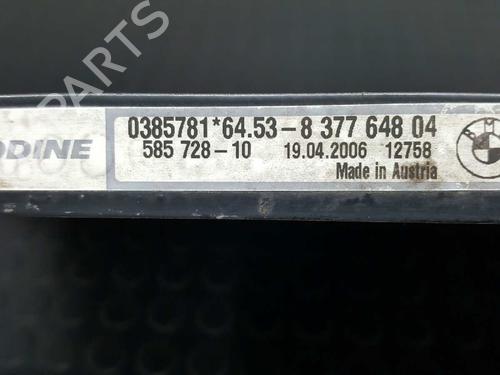 B-PARTS
ODINE
0385781*64.53-8 377 648 04
585 728-10 19.04.2006 12758
Made in Austria
BMW